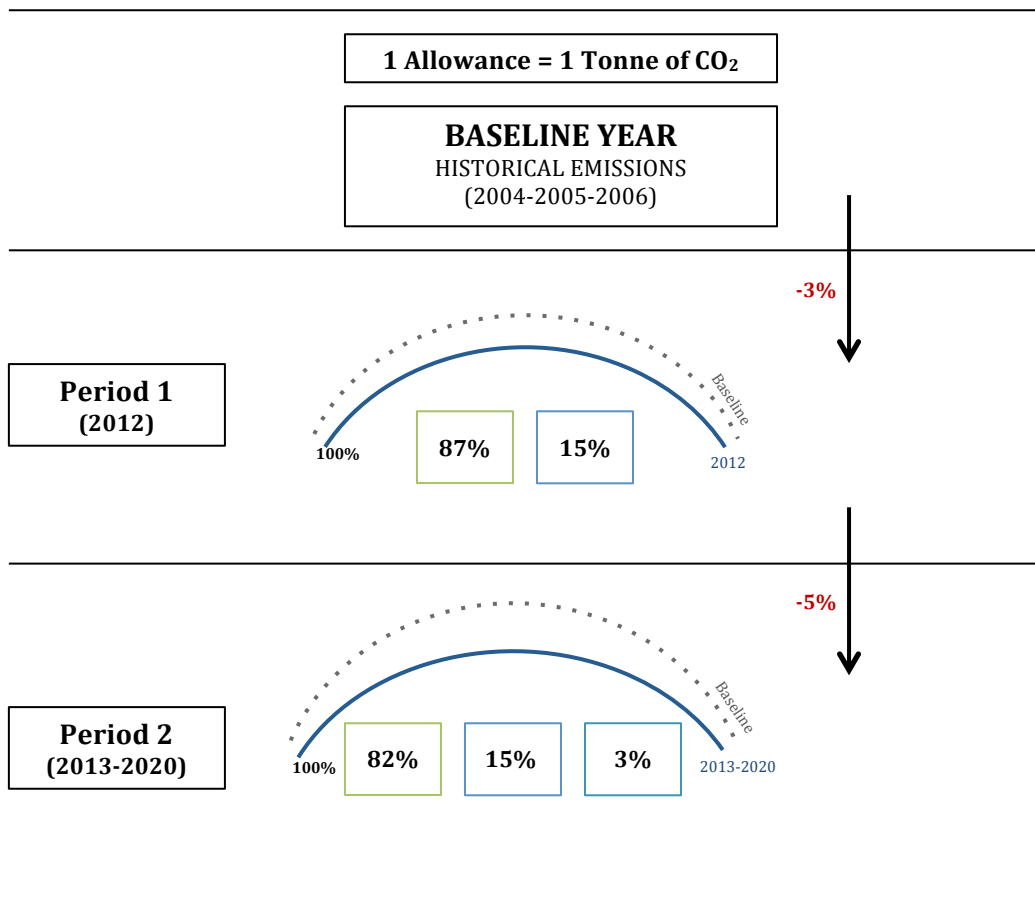 1 Allowance = 1 Tonne of CO₂
BASELINE YEAR
HISTORICAL EMISSIONS
(2004-2005-2006)
-3%
Period 1
(2012)
Baseline
100%
87%
15%
2012
-5%
Period 2
(2013-2020)
Baseline
100%
82%
15%
3%
2013-2020